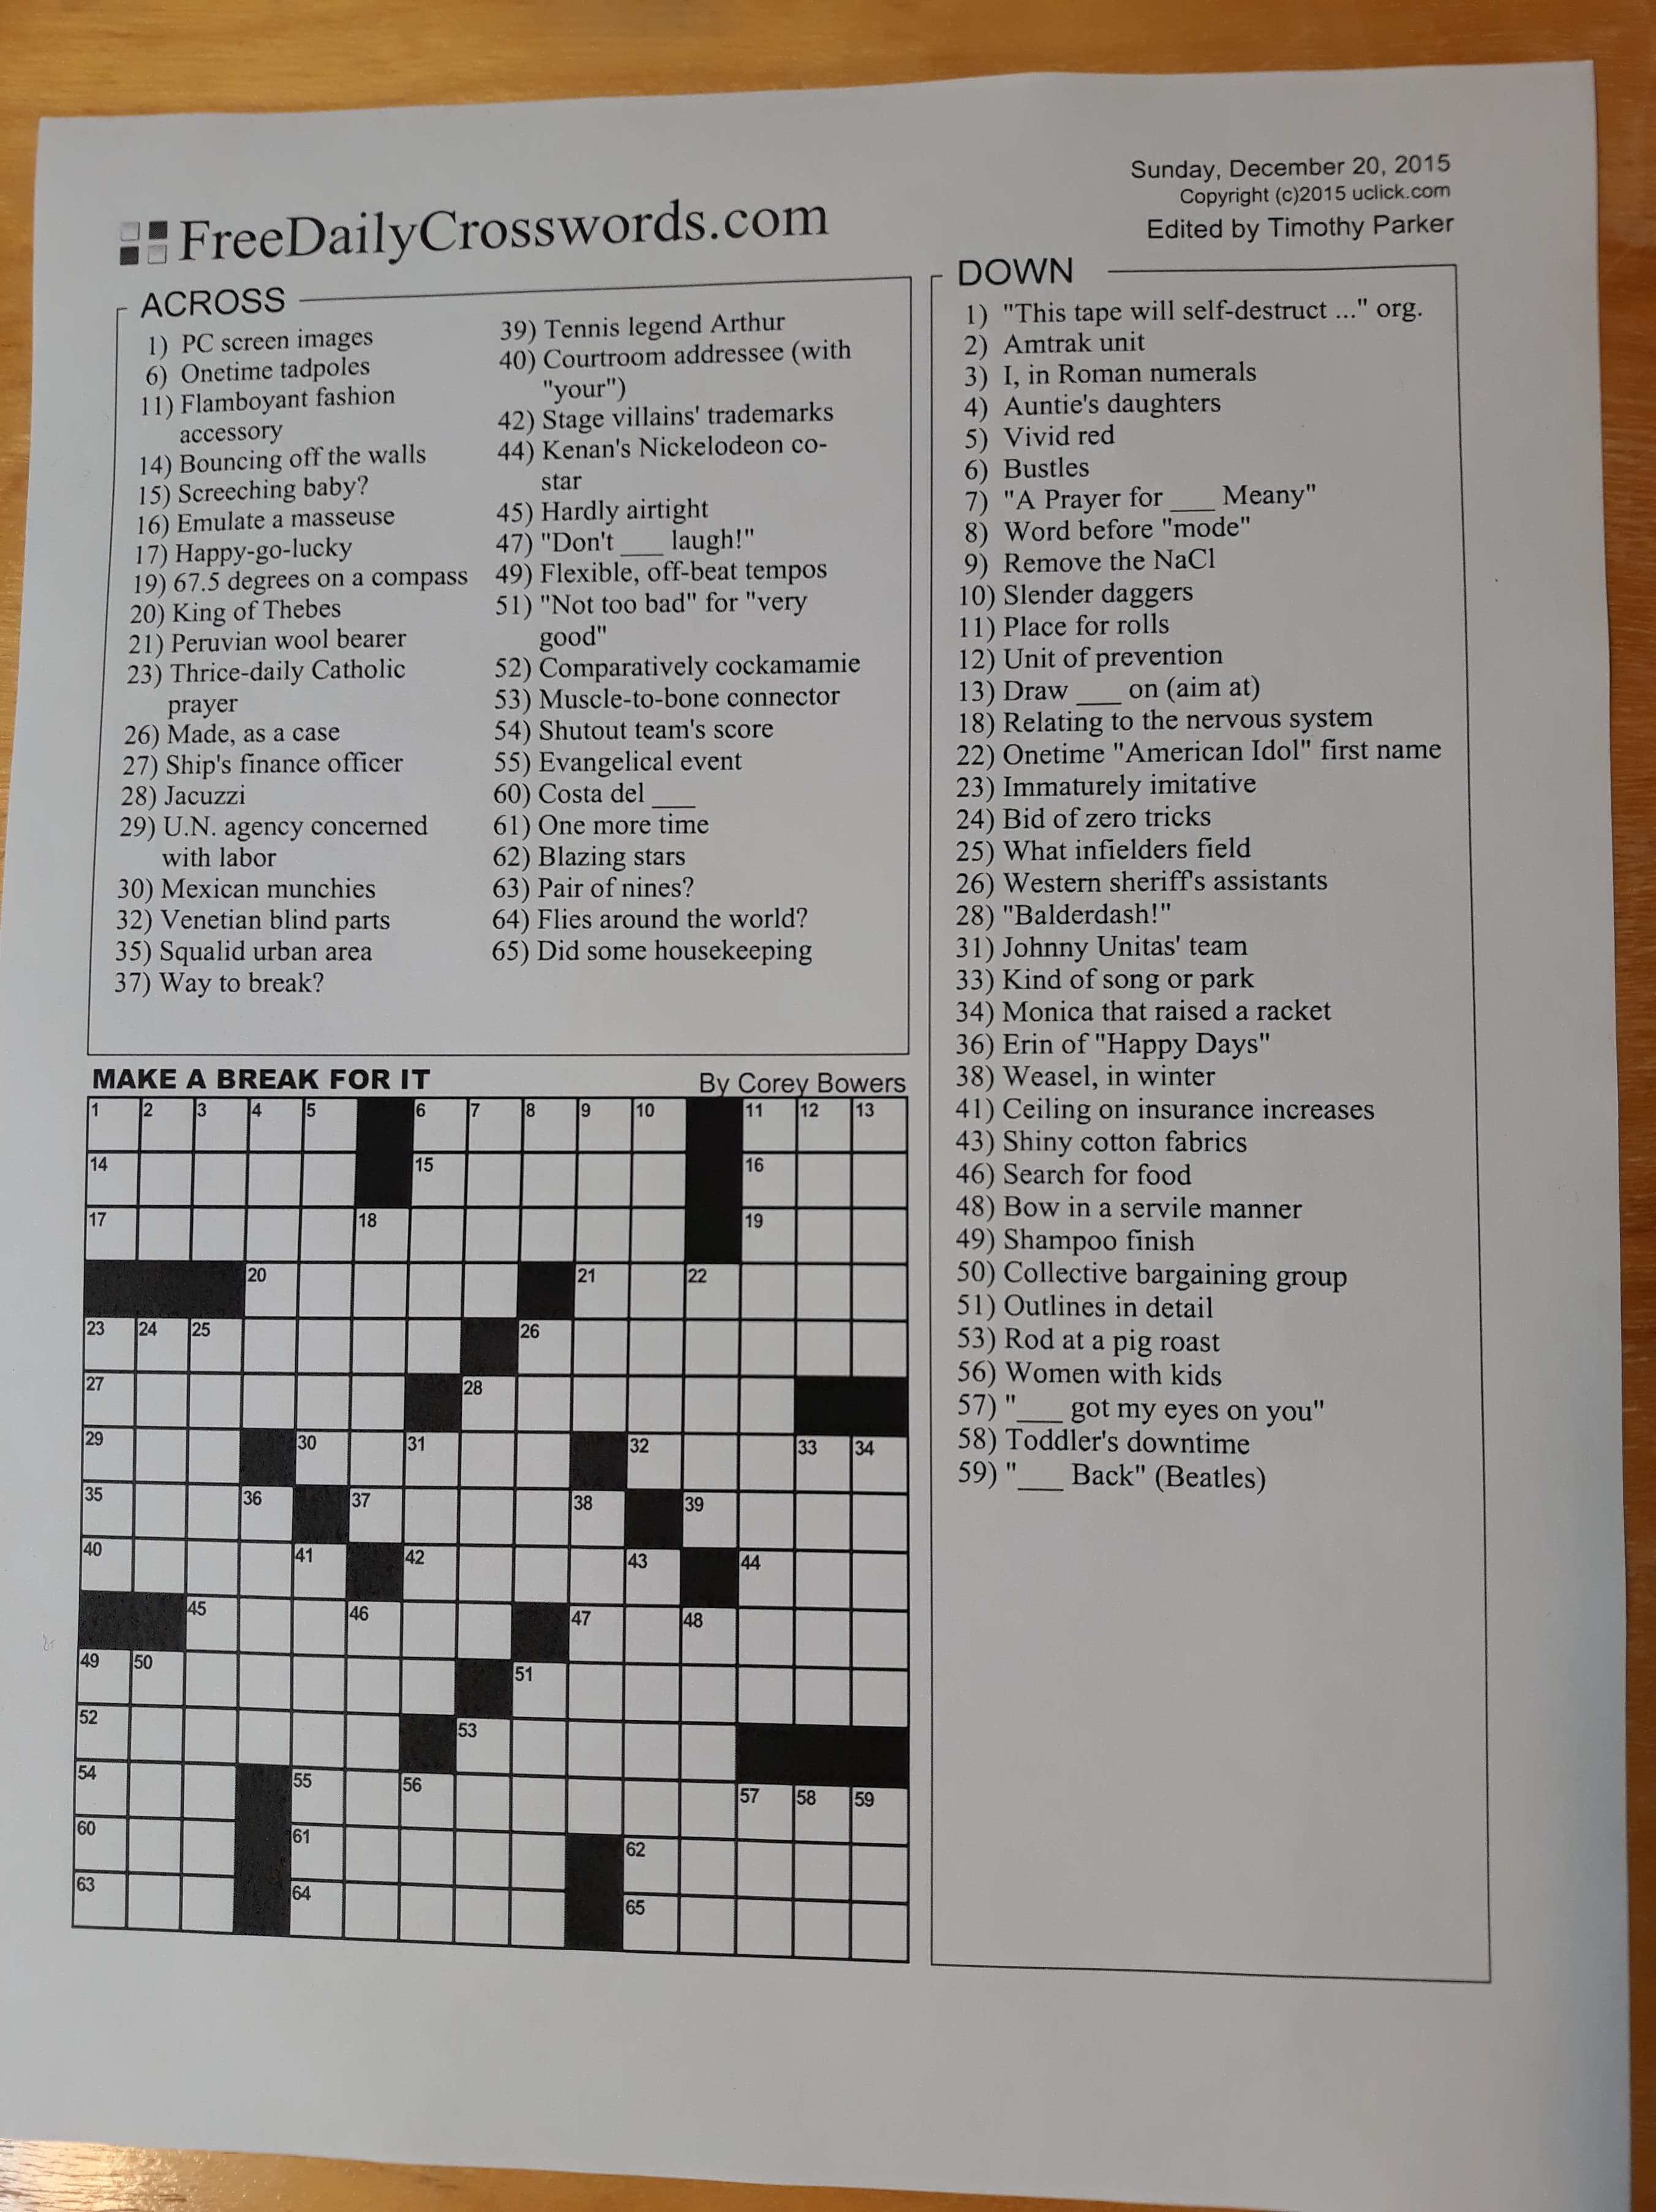 Sunday, December 20, 2015
Copyright (c)2015 uclick.com
Edited by Timothy Parker
FreeDailyCrosswords.com
ACROSS
1) PC screen images
6) Onetime tadpoles
11) Flamboyant fashion
accessory
14) Bouncing off the walls
15) Screeching baby?
16) Emulate a masseuse
17) Happy-go-lucky
19) 67.5 degrees on a compass
20) King of Thebes
21) Peruvian wool bearer
23) Thrice-daily Catholic
prayer
26) Made, as a case
27) Ship's finance officer
28) Jacuzzi
29) U.N. agency concerned
with labor
30) Mexican munchies
32) Venetian blind parts
35) Squalid urban area
37) Way to break?
39) Tennis legend Arthur
40) Courtroom addressee (with
"your")
42) Stage villains' trademarks
44) Kenan's Nickelodeon co-
star
45) Hardly airtight
47) "Don't ___ laugh!"
49) Flexible, off-beat tempos
51) "Not too bad" for "very
good"
52) Comparatively cockamamie
53) Muscle-to-bone connector
54) Shutout team's score
55) Evangelical event
60) Costa del ___
61) One more time
62) Blazing stars
63) Pair of nines?
64) Flies around the world?
65) Did some housekeeping
DOWN
1) "This tape will self-destruct ..." org.
2) Amtrak unit
3) I, in Roman numerals
4) Auntie's daughters
5) Vivid red
6) Bustles
7) "A Prayer for ___ Meany"
8) Word before "mode"
9) Remove the NaCl
10) Slender daggers
11) Place for rolls
12) Unit of prevention
13) Draw ___ on (aim at)
18) Relating to the nervous system
22) Onetime "American Idol" first name
23) Immaturely imitative
24) Bid of zero tricks
25) What infielders field
26) Western sheriff's assistants
28) "Balderdash!"
31) Johnny Unitas' team
33) Kind of song or park
34) Monica that raised a racket
36) Erin of "Happy Days"
38) Weasel, in winter
41) Ceiling on insurance increases
43) Shiny cotton fabrics
46) Search for food
48) Bow in a servile manner
49) Shampoo finish
50) Collective bargaining group
51) Outlines in detail
53) Rod at a pig roast
56) Women with kids
57) "___ got my eyes on you"
58) Toddler's downtime
59) "___ Back" (Beatles)
MAKE A BREAK FOR IT
By Corey Bowers
1 2 3 4 5 6 7 8 9 10 11 12 13
14 15 16
17 18 19
20 21 22
23 24 25 26
27 28
29 30 31 32 33 34
35 36 37 38 39
40 41 42 43 44
45 46 47 48
49 50 51
52 53
54 55 56 57 58 59
60 61 62
63 64 65